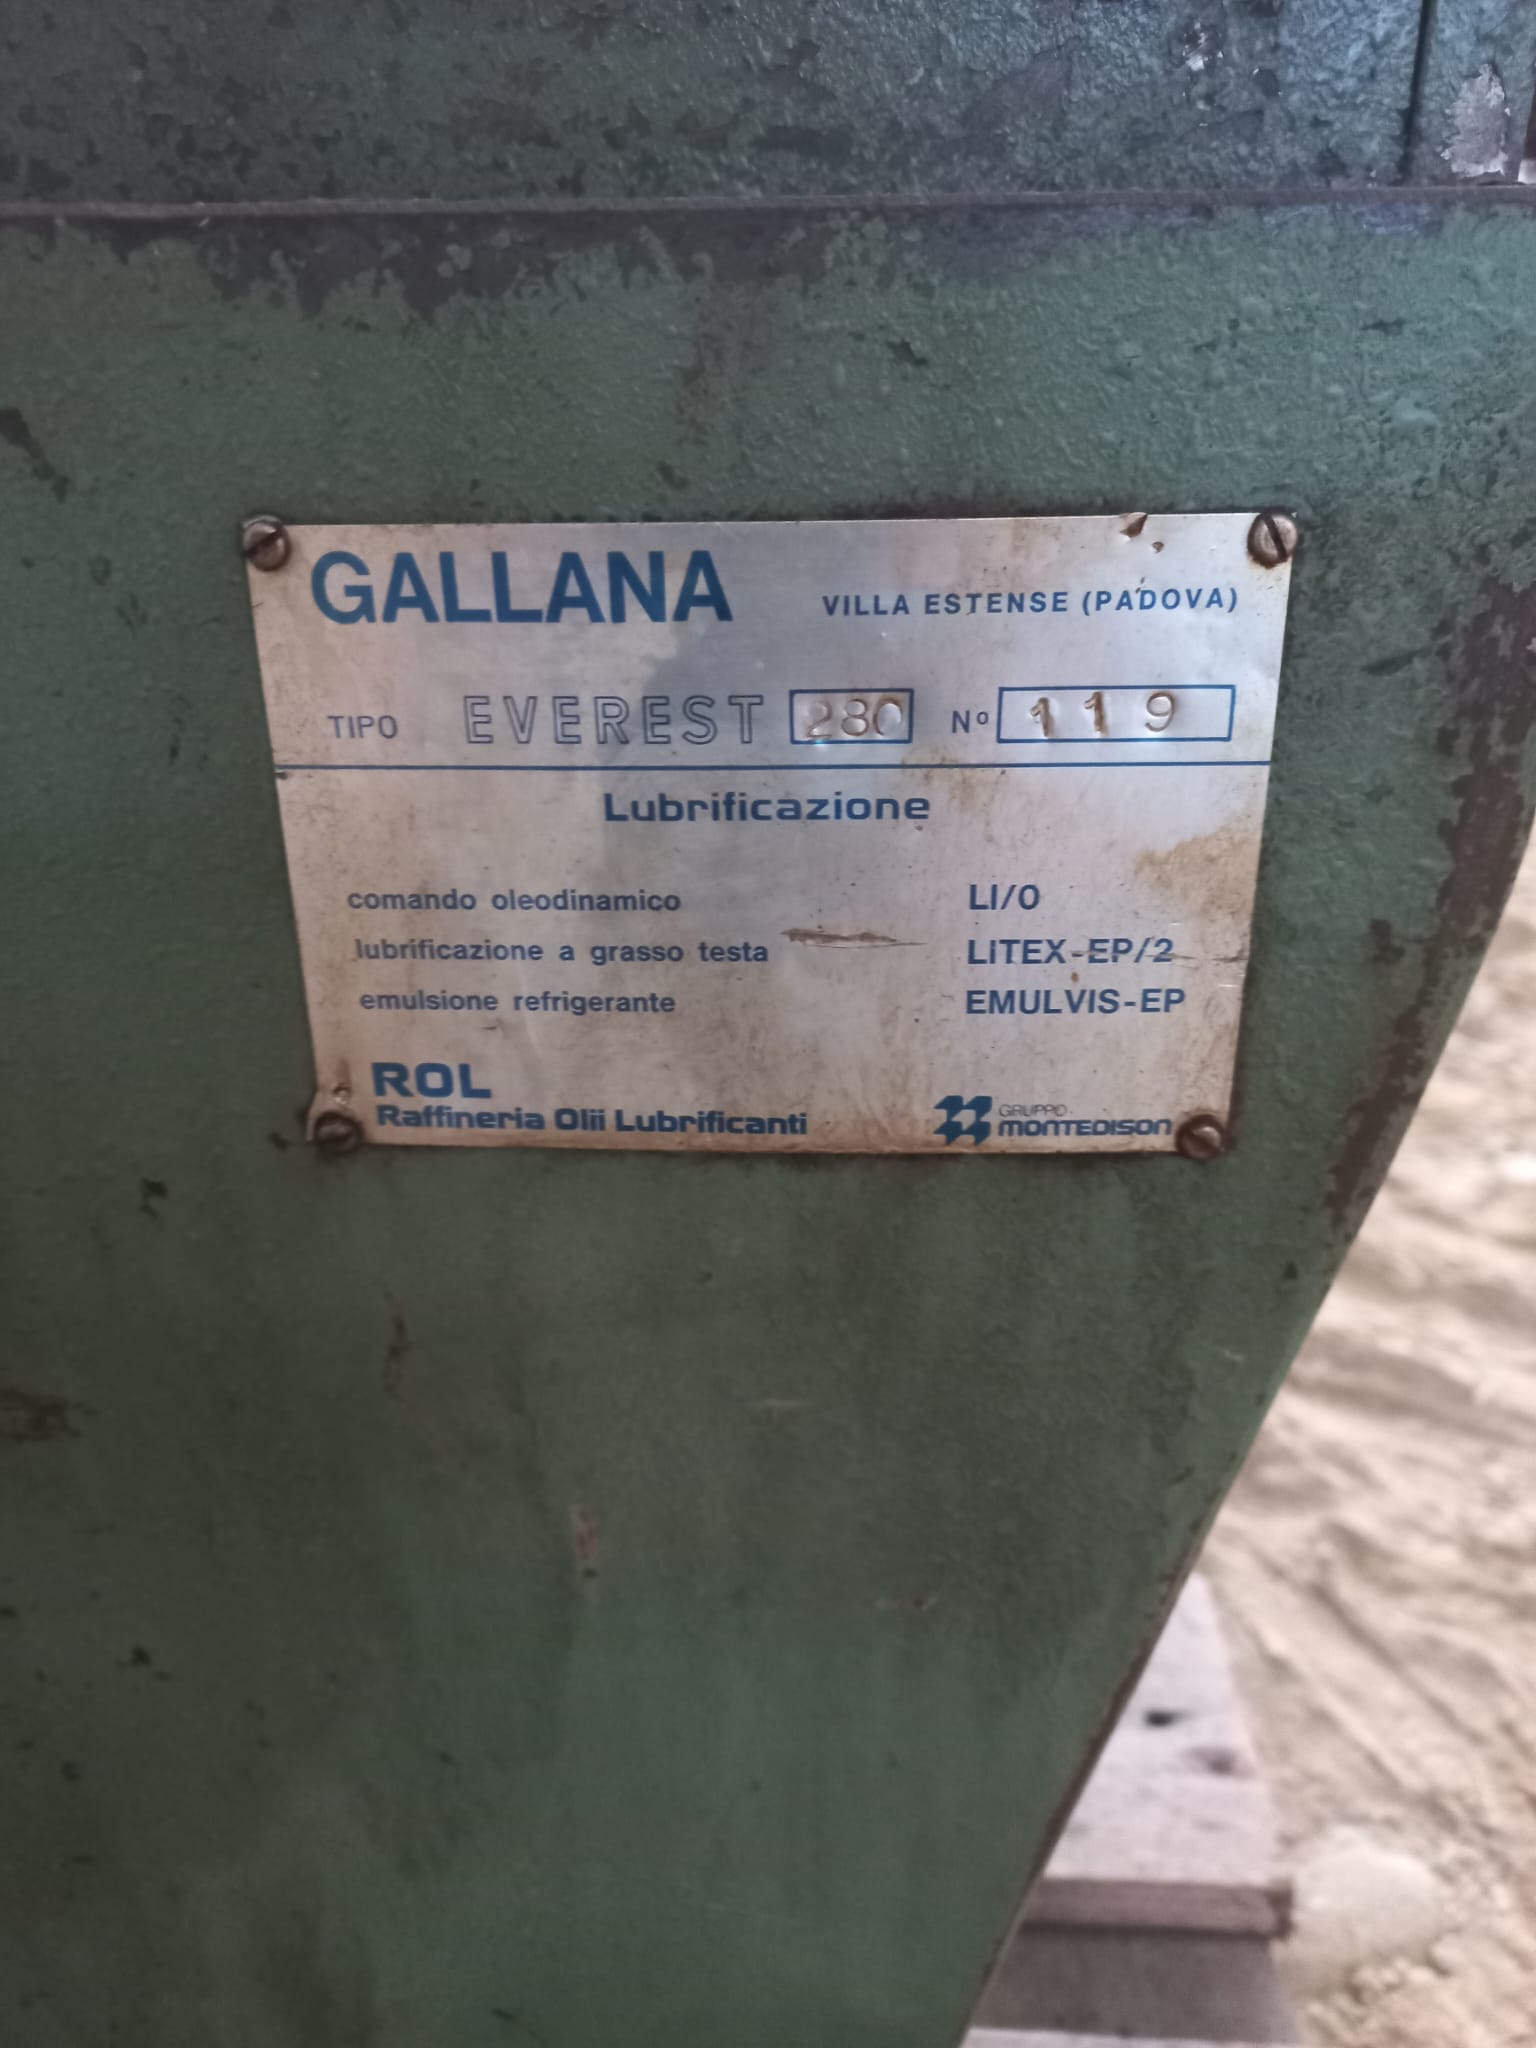 GALLANA VILLA ESTENSE (PADOVA)
TIPO EVEREST 280 Nº 119
Lubrificazione
comando oleodinamico LI/O
lubrificazione a grasso testa LITEX-EP/2
emulsione refrigerante EMULVIS-EP
ROL
Raffineria Olii Lubrificanti
GRUPPO
MONTEDISON